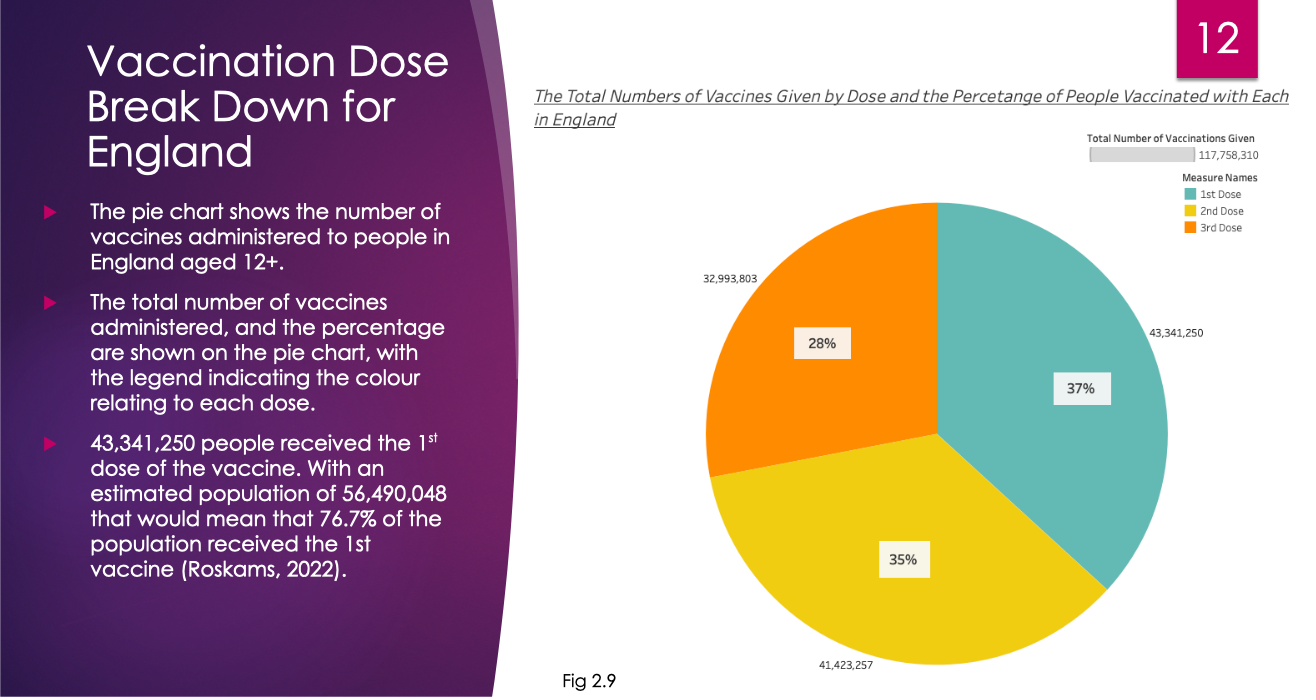 Vaccination Dose
Break Down for
England
The pie chart shows the number of
vaccines administered to people in
England aged 12+.
The total number of vaccines
administered, and the percentage
are shown on the pie chart, with
the legend indicating the colour
relating to each dose.
43,341,250 people received the 1st
dose of the vaccine. With an
estimated population of 56,490,048
that would mean that 76.7% of the
population received the 1st
vaccine (Roskams, 2022).
12
The Total Numbers of Vaccines Given by Dose and the Percetange of People Vaccinated with Each
in England
Total Number of Vaccinations Given
117,758,310
Measure Names
1st Dose
2nd Dose
3rd Dose
32,993,803
28%
43,341,250
37%
35%
41,423,257
Fig 2.9